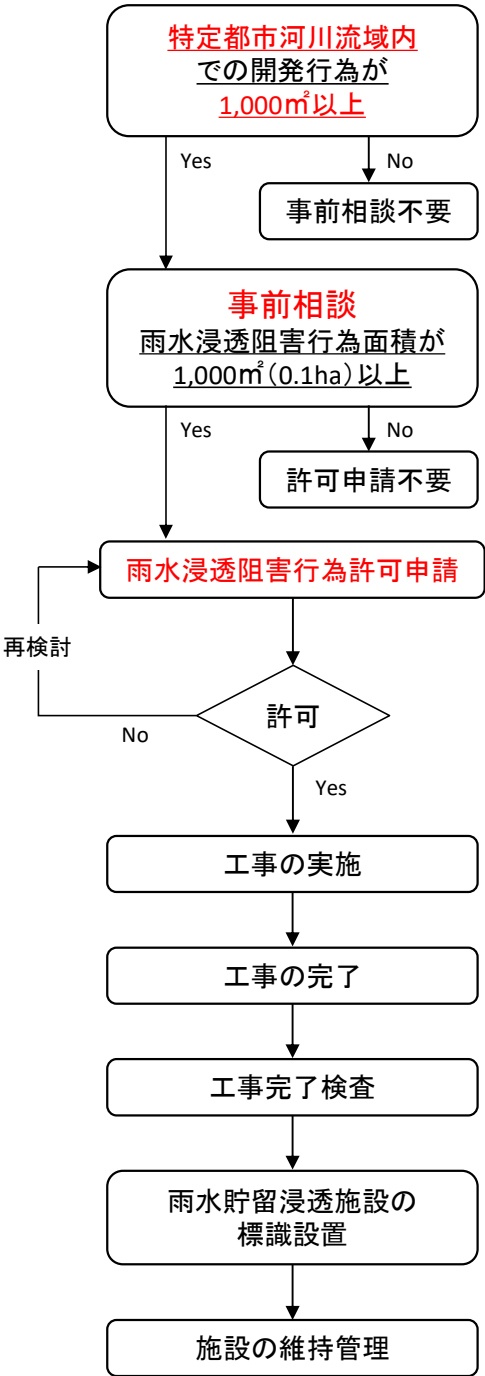 特定都市河川流域内
での開発行為が
1,000㎡以上
Yes
No
事前相談不要
事前相談
雨水浸透阻害行為面積が
1,000㎡(0.1ha)以上
Yes
No
許可申請不要
雨水浸透阻害行為許可申請
再検討
許可
No
Yes
工事の実施
工事の完了
工事完了検査
雨水貯留浸透施設の
標識設置
施設の維持管理